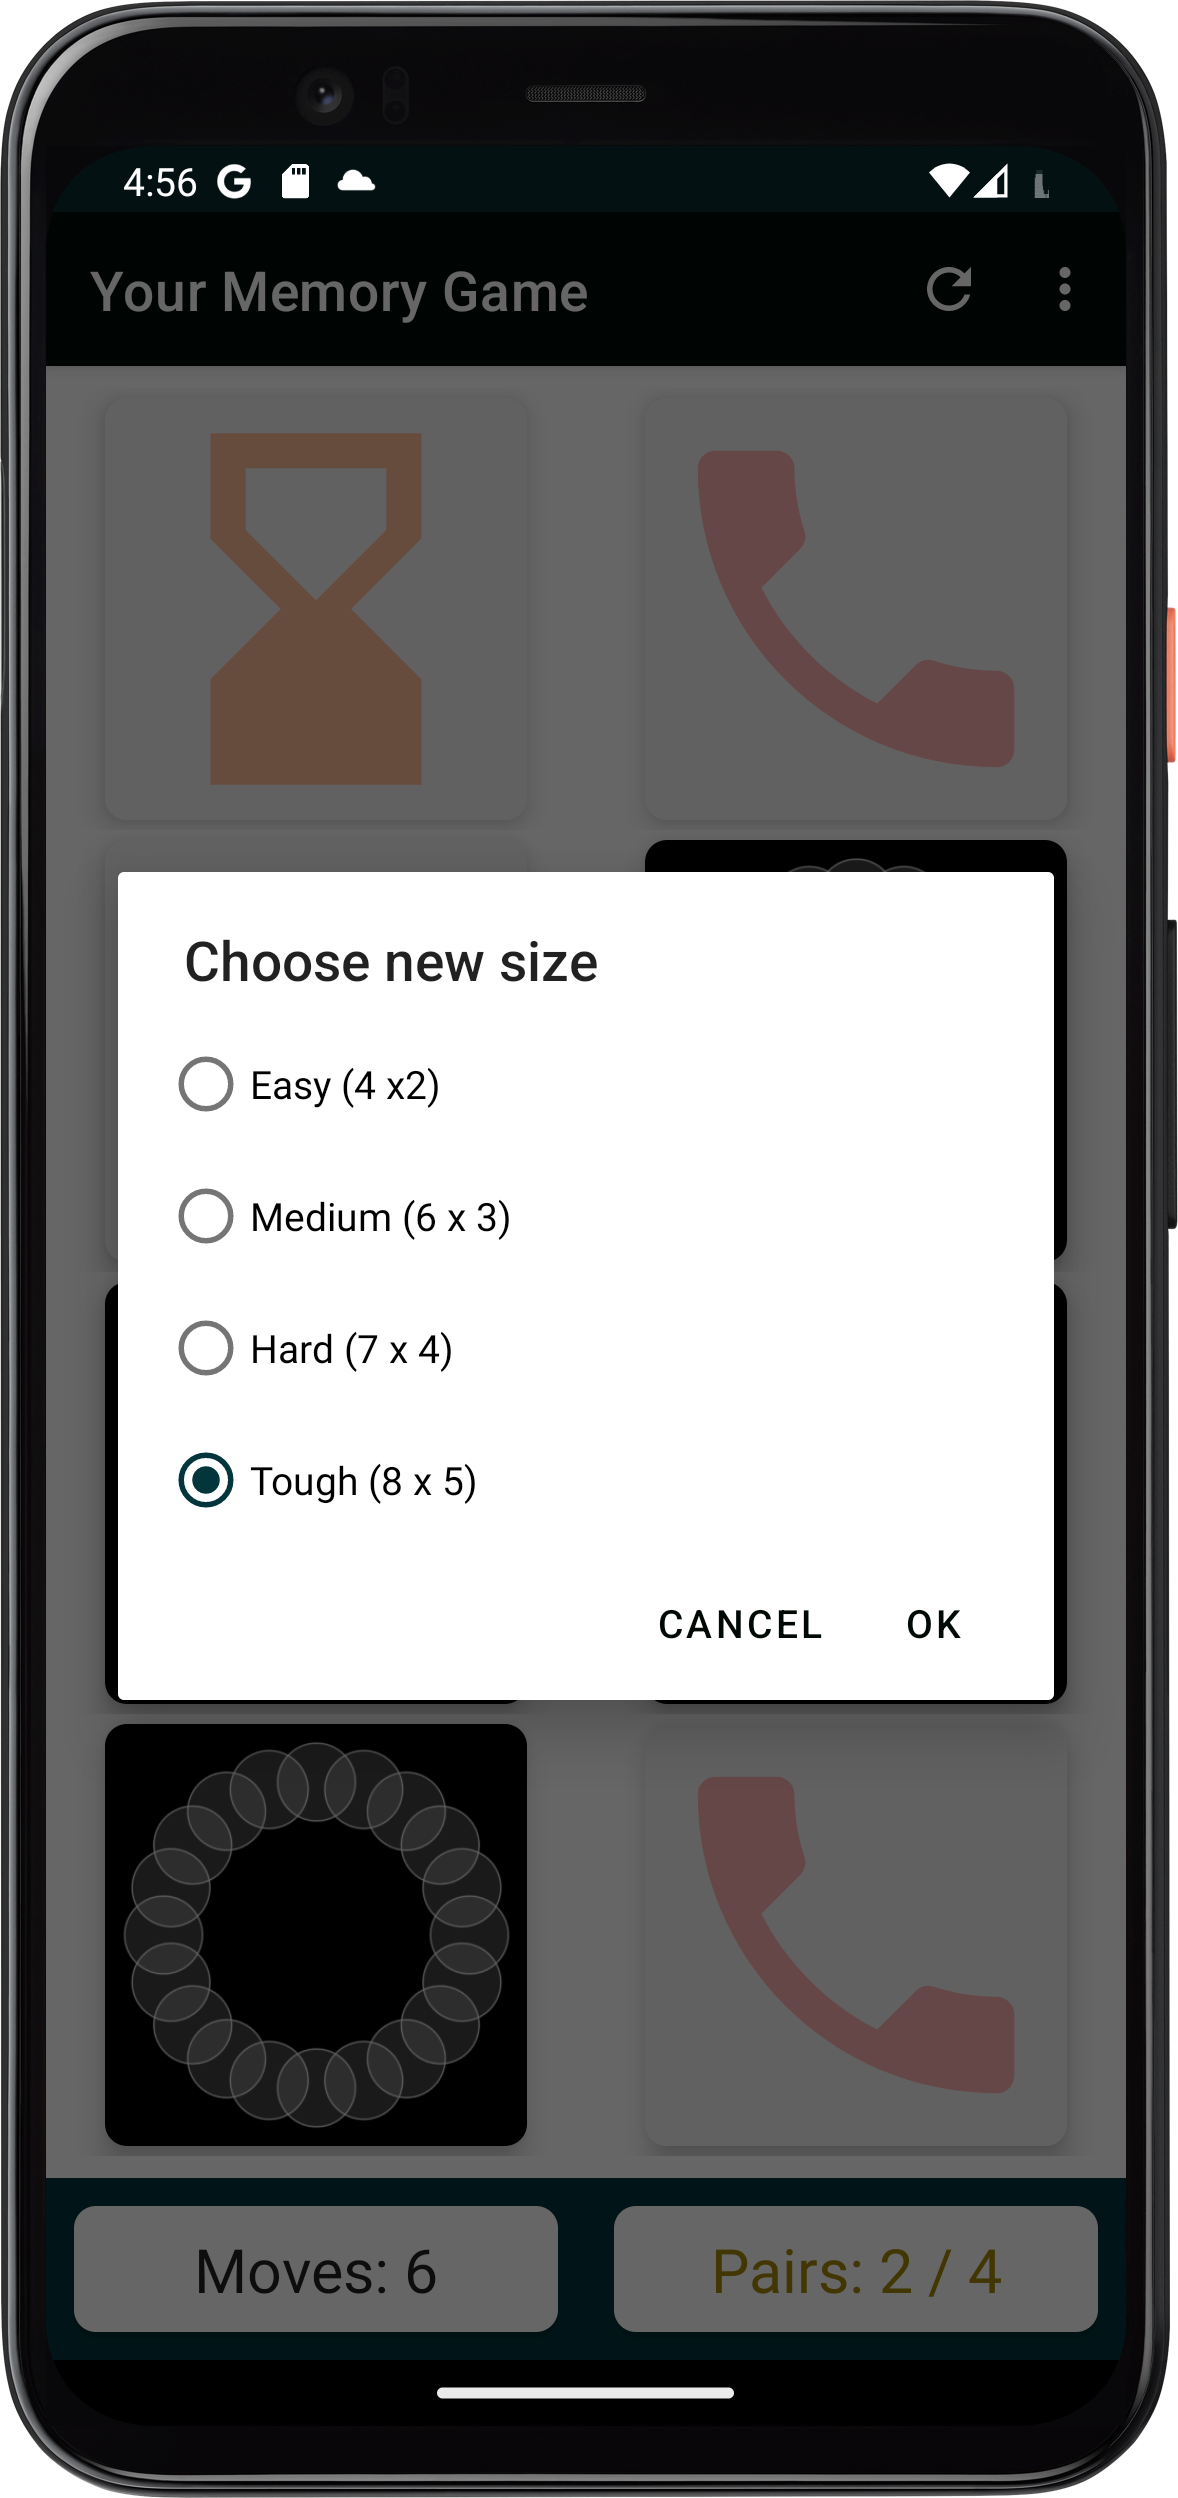 4:56 G
Your Memory Game
Choose new size
Easy (4 x2)
Medium (6 x 3)
Hard (7 x 4)
Tough (8 x 5)
CANCEL OK
Moves: 6 Pairs: 2 / 4